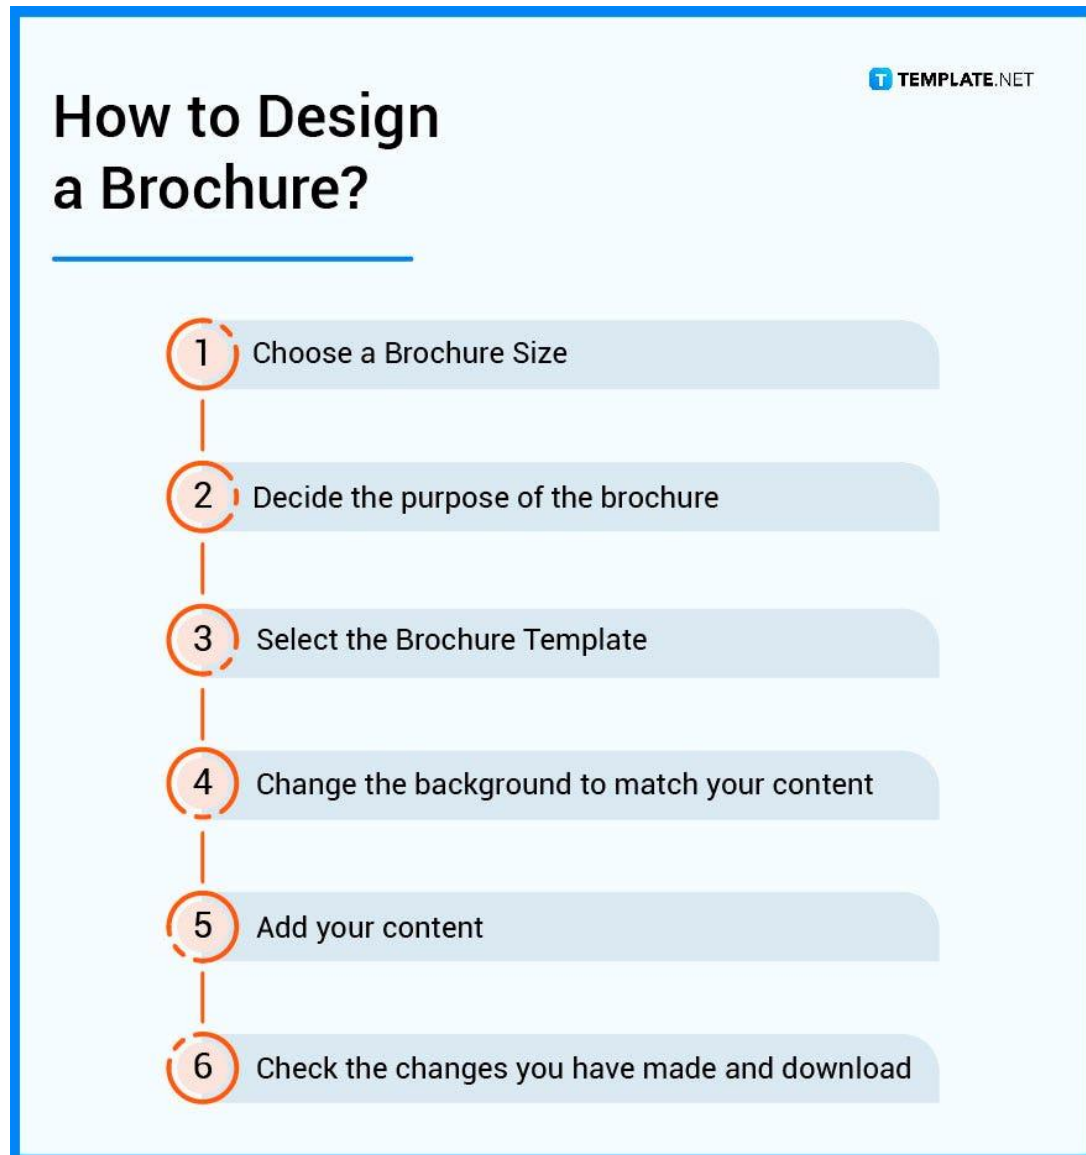 TEMPLATE.NET
How to Design
a Brochure?
1 Choose a Brochure Size
2 Decide the purpose of the brochure
3 Select the Brochure Template
4 Change the background to match your content
5 Add your content
6 Check the changes you have made and download